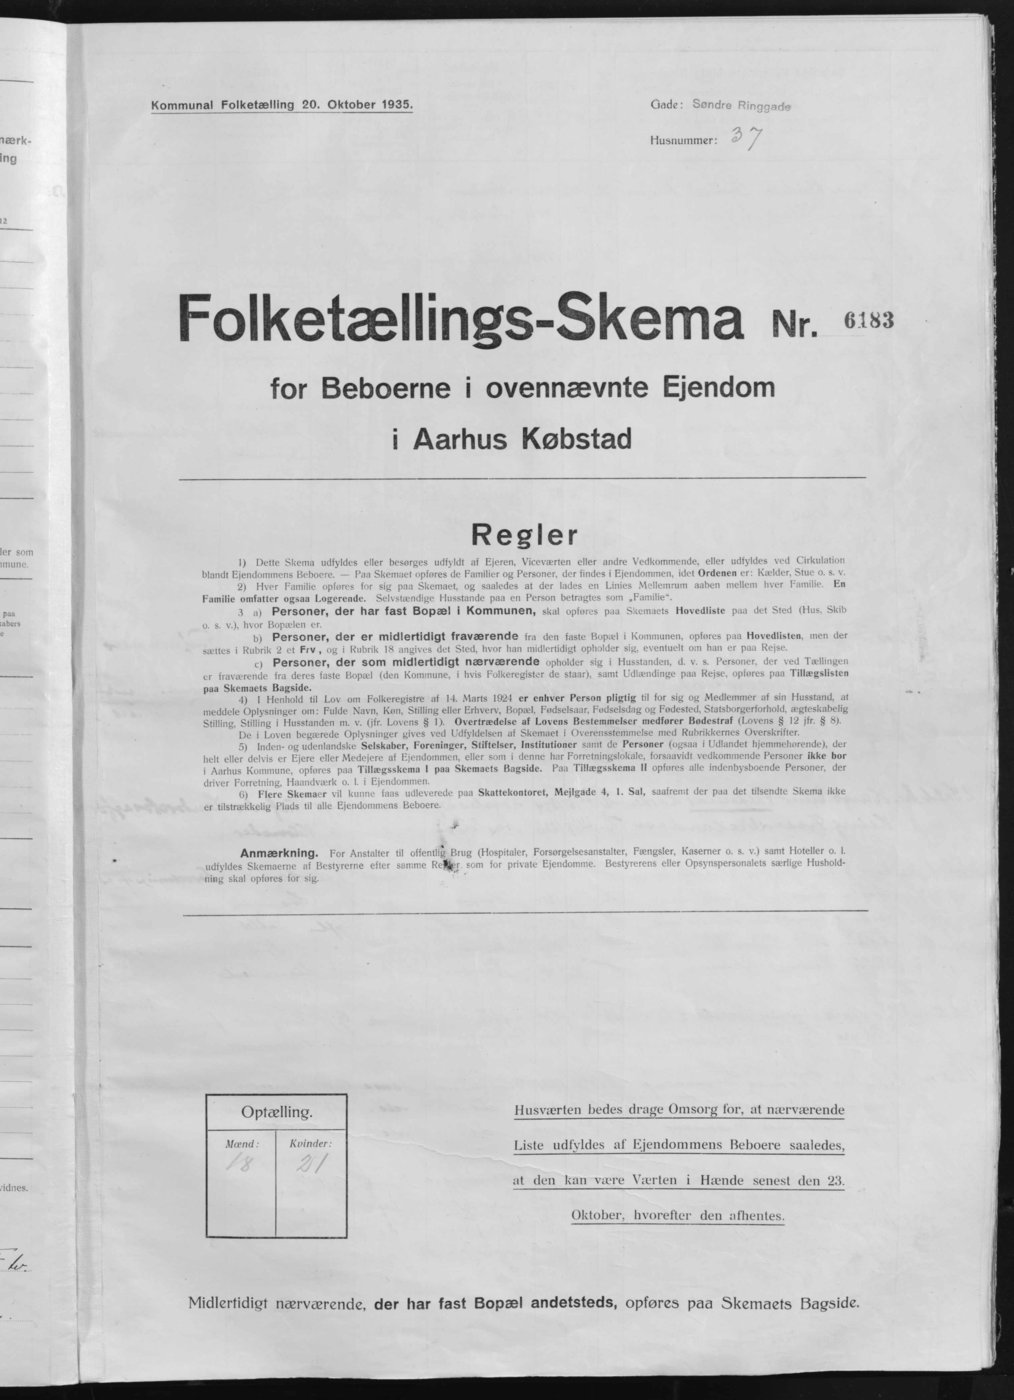 Kommunal Folketælling 20. Oktober 1935.
Gade: Søndre Ringgade
Husnummer: 37
Folketællings-Skema Nr. 6183
for Beboerne i ovennævnte Ejendom
i Aarhus Købstad
Regler
1) Dette Skema udfyldes eller besørges udfyldt af Ejeren, Viceværten eller andre Vedkommende, eller udfyldes ved Cirkulation
blandt Ejendommens Beboere. — Paa Skemaet opføres de Familier og Personer, der findes i Ejendommen, idet Ordenen er: Kælder, Stue o. s. v.
2) Hver Familie opføres for sig paa Skemaet, og saaledes at der lades en Linies Mellemrum aaben mellem hver Familie. En
Familie omfatter ogsaa Logerende. Selvstændige Husstande paa en Person betragtes som „Familie“.
3 a) Personer, der har fast Bopæl i Kommunen, skal opføres paa Skemaets Hovedliste paa det Sted (Hus, Skib
o. s. v.), hvor Bopælen er.
b) Personer, der er midlertidigt fraværende fra den faste Bopæl i Kommunen, opføres paa Hovedlisten, men der
sættes i Rubrik 2 et Frv, og i Rubrik 18 angives det Sted, hvor han midlertidigt opholder sig, eventuelt om han er paa Rejse.
c) Personer, der som midlertidigt nærværende opholder sig i Husstanden, d. v. s. Personer, der ved Tællingen
er fraværende fra deres faste Bopæl (den Kommune, i hvis Folkeregister de staar), samt Udlændinge paa Rejse, opføres paa Tillægslisten
paa Skemaets Bagside.
4) I Henhold til Lov om Folkeregistre af 14. Marts 1924 er enhver Person pligtig til for sig og Medlemmer af sin Husstand, at
meddele Oplysninger om: Fulde Navn, Køn, Stilling eller Erhverv, Bopæl, Fødselsaar, Fødselsdag og Fødested, Statsborgerforhold, ægteskabelig
Stilling, Stilling i Husstanden m. v. (jfr. Lovens § 1). Overtrædelse af Lovens Bestemmelser medfører Bødestraf (Lovens § 12 jfr. § 8).
De i Loven begærede Oplysninger gives ved Udfyldelsen af Skemaet i Overensstemmelse med Rubrikkernes Overskrifter.
5) Inden- og udenlandske Selskaber, Foreninger, Stiftelser, Institutioner samt de Personer (ogsaa i Udlandet hjemmehørende), der
helt eller delvis er Ejere eller Medejere af Ejendommen, eller som i denne har Forretningslokale, forsaavidt vedkommende Personer ikke bor
i Aarhus Kommune, opføres paa Tillægsskema I paa Skemaets Bagside. Paa Tillægsskema II opføres alle indenbysboende Personer, der
driver Forretning, Haandværk o. l. i Ejendommen.
6) Flere Skemaer vil kunne faas udleverede paa Skattekontoret, Mejlgade 4, 1. Sal, saafremt der paa det tilsendte Skema ikke
er tilstrækkelig Plads til alle Ejendommens Beboere.
Anmærkning. For Anstalter til offentlig Brug (Hospitaler, Forsørgelsesanstalter, Fængsler, Kaserner o. s. v.) samt Hoteller o. l.
udfyldes Skemaerne af Bestyrerne efter samme Regler som for private Ejendomme. Bestyrerens eller Opsynspersonalets særlige Hushold-
ning skal opføres for sig.
Optælling.
Mænd: Kvinder:
18 21
Husværten bedes drage Omsorg for, at nærværende
Liste udfyldes af Ejendommens Beboere saaledes,
at den kan være Værten i Hænde senest den 23.
Oktober, hvorefter den afhentes.
Midlertidigt nærværende, der har fast Bopæl andetsteds, opføres paa Skemaets Bagside.